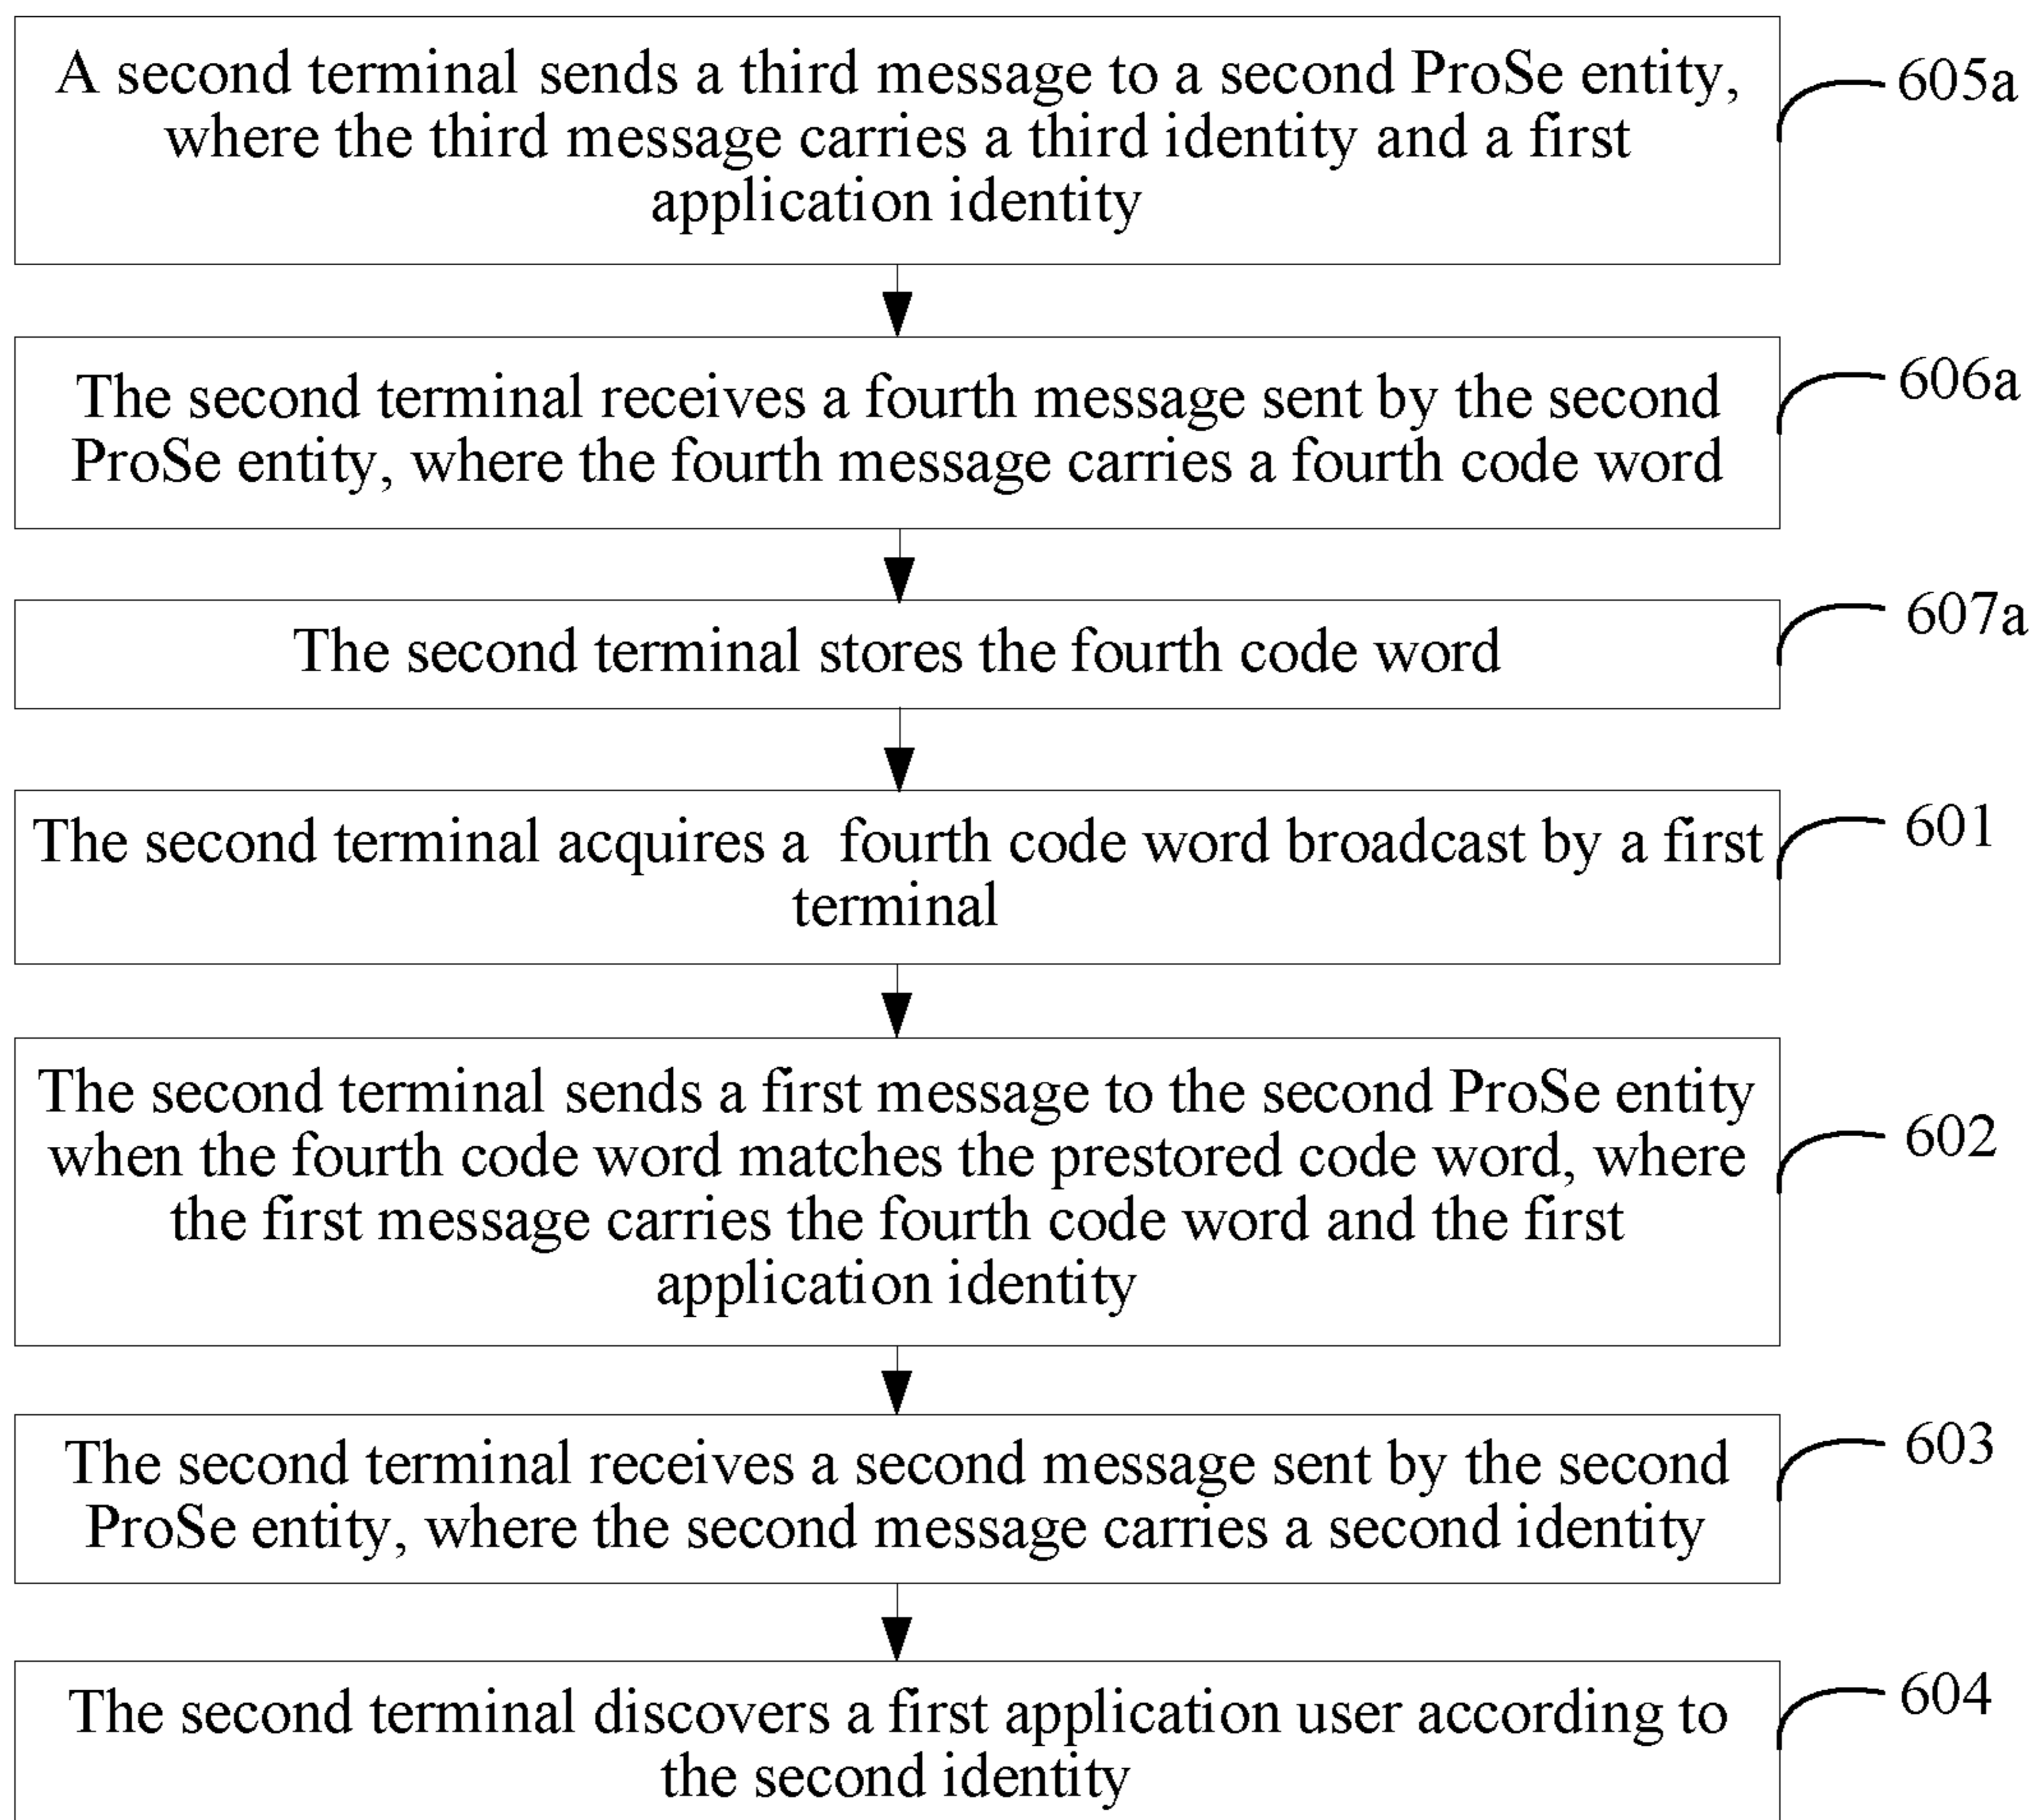 A second terminal sends a third message to a second ProSe entity,
where the third message carries a third identity and a first
application identity
605a
The second terminal receives a fourth message sent by the second
ProSe entity, where the fourth message carries a fourth code word
606a
The second terminal stores the fourth code word
607a
The second terminal acquires a fourth code word broadcast by a first
terminal
601
The second terminal sends a first message to the second ProSe entity
when the fourth code word matches the prestored code word, where
the first message carries the fourth code word and the first
application identity
602
The second terminal receives a second message sent by the second
ProSe entity, where the second message carries a second identity
603
The second terminal discovers a first application user according to
the second identity
604